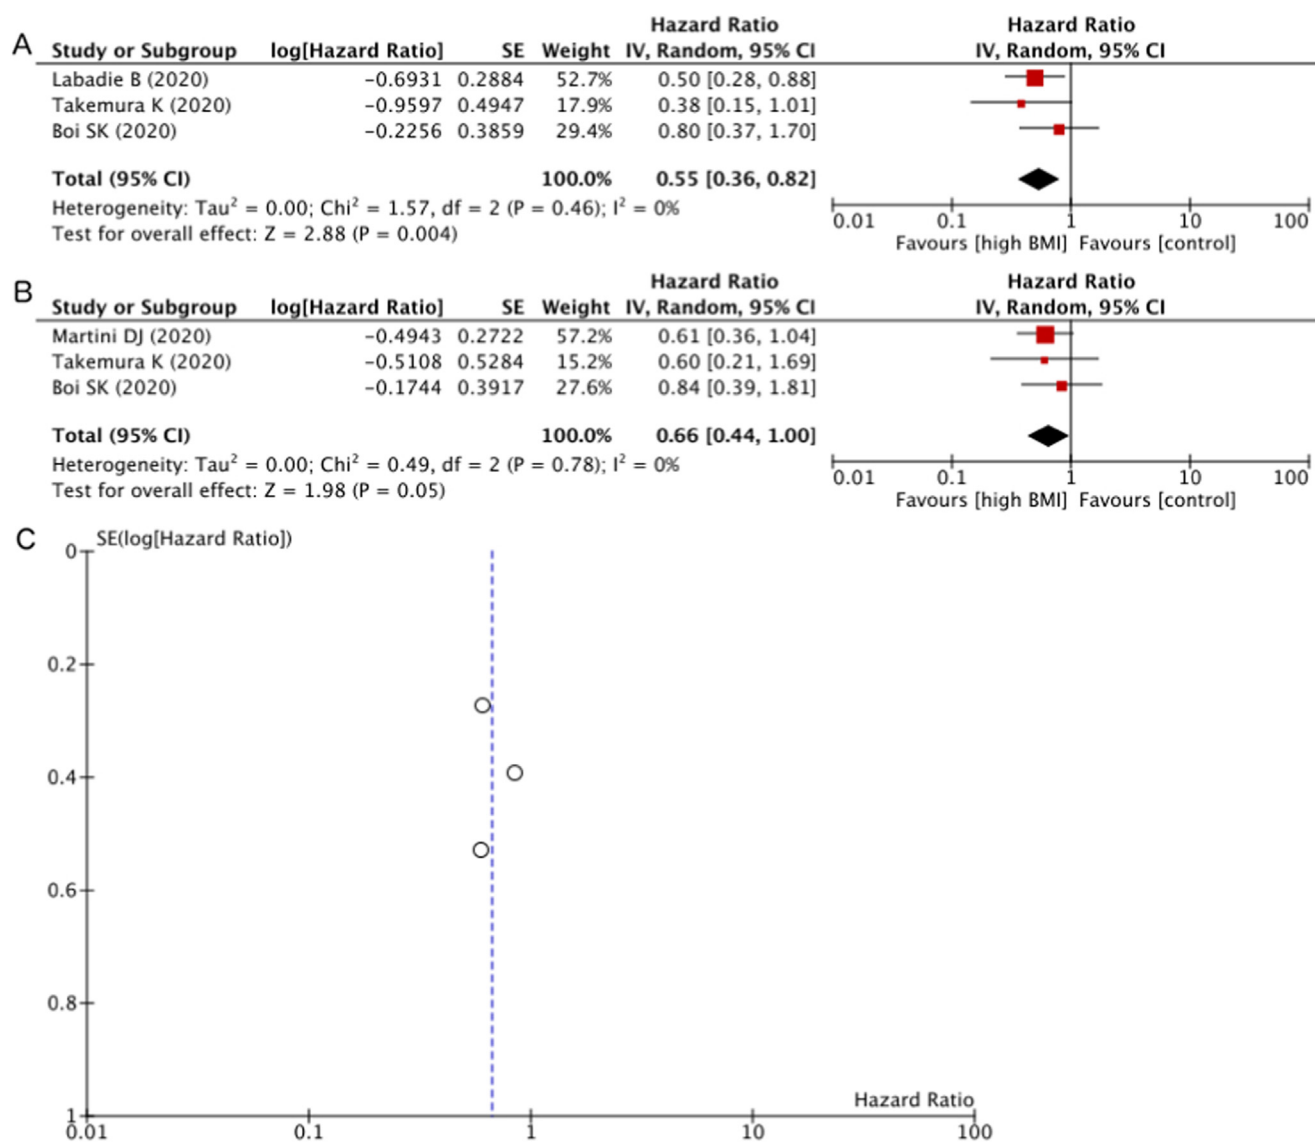 A
Hazard Ratio Hazard Ratio
Study or Subgroup log[Hazard Ratio] SE Weight IV, Random, 95% CI IV, Random, 95% CI
Labadie B (2020) −0.6931 0.2884 52.7% 0.50 [0.28, 0.88]
Takemura K (2020) −0.9597 0.4947 17.9% 0.38 [0.15, 1.01]
Boi SK (2020) −0.2256 0.3859 29.4% 0.80 [0.37, 1.70]
Total (95% CI) 100.0% 0.55 [0.36, 0.82]
Heterogeneity: Tau² = 0.00; Chi² = 1.57, df = 2 (P = 0.46); I² = 0%
Test for overall effect: Z = 2.88 (P = 0.004)
0.01 0.1 1 10 100
Favours [high BMI] Favours [control]
B
Hazard Ratio Hazard Ratio
Study or Subgroup log[Hazard Ratio] SE Weight IV, Random, 95% CI IV, Random, 95% CI
Martini DJ (2020) −0.4943 0.2722 57.2% 0.61 [0.36, 1.04]
Takemura K (2020) −0.5108 0.5284 15.2% 0.60 [0.21, 1.69]
Boi SK (2020) −0.1744 0.3917 27.6% 0.84 [0.39, 1.81]
Total (95% CI) 100.0% 0.66 [0.44, 1.00]
Heterogeneity: Tau² = 0.00; Chi² = 0.49, df = 2 (P = 0.78); I² = 0%
Test for overall effect: Z = 1.98 (P = 0.05)
0.01 0.1 1 10 100
Favours [high BMI] Favours [control]
C
SE(log[Hazard Ratio])
0
0.2
0.4
0.6
0.8
1
Hazard Ratio
0.01 0.1 1 10 100